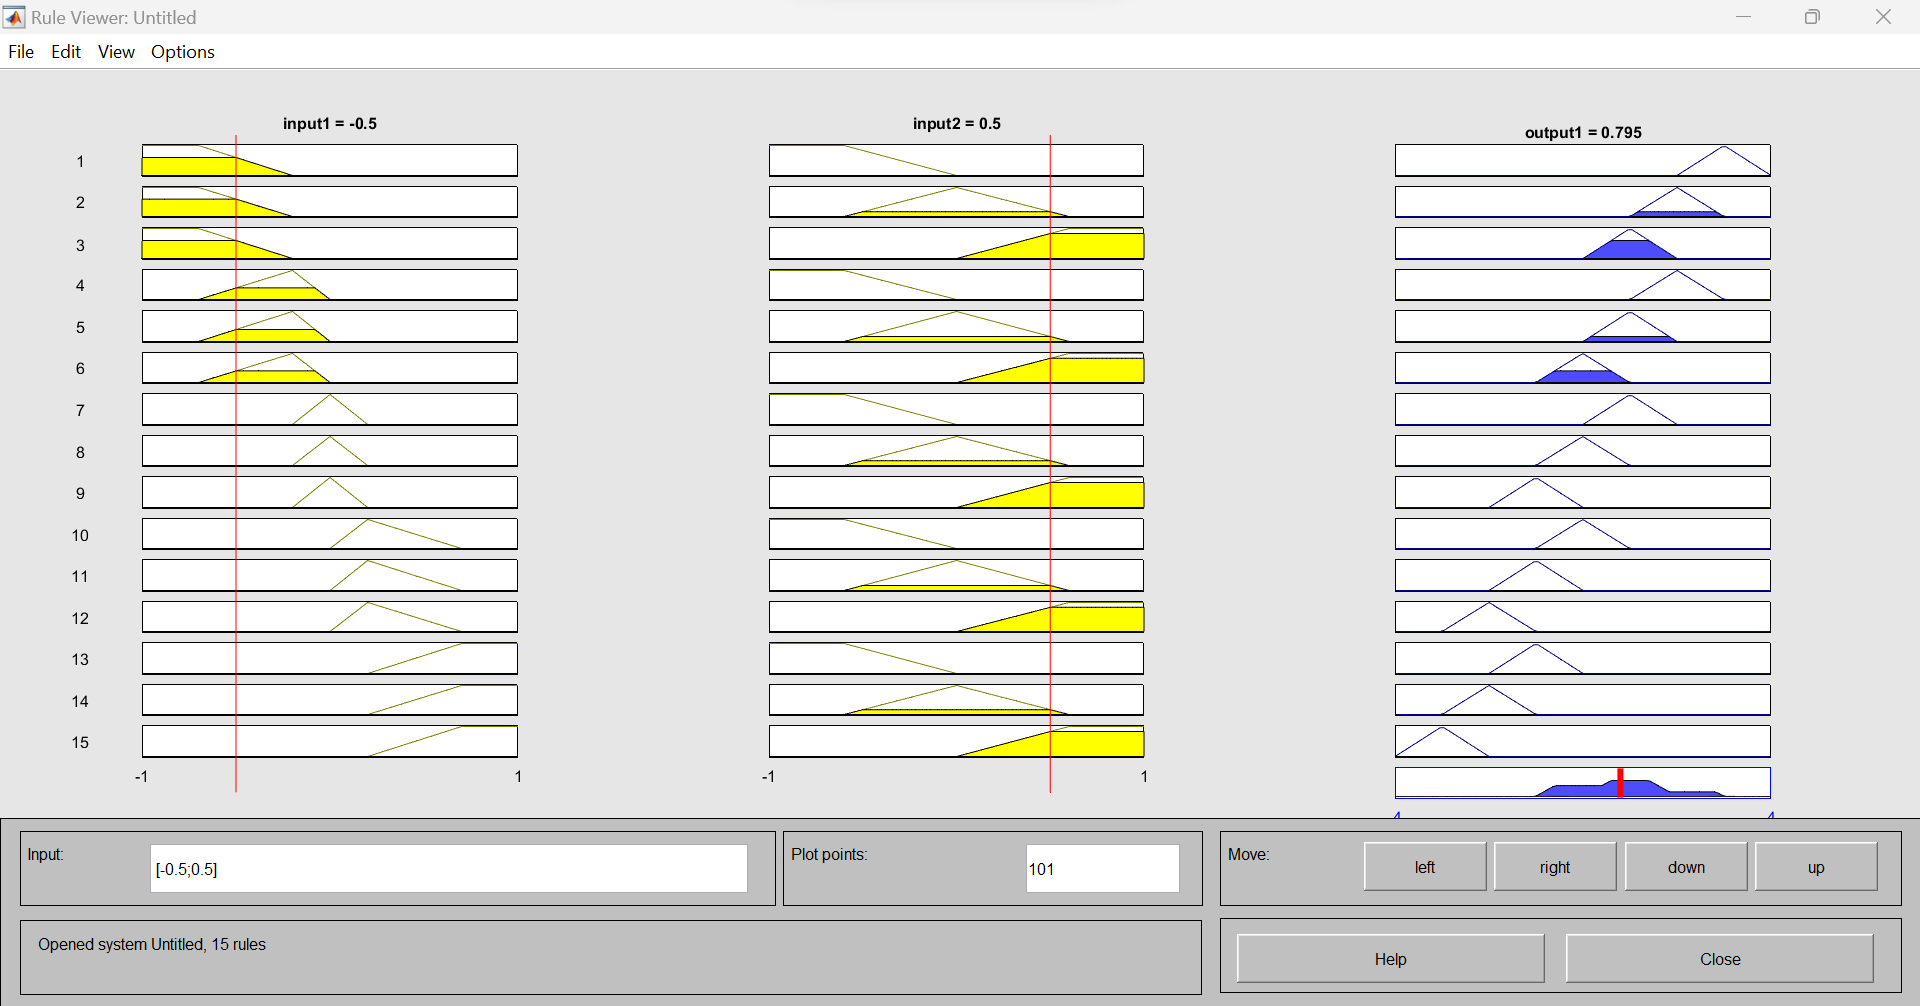 Rule Viewer: Untitled
File Edit View Options
input1 = -0.5
input2 = 0.5
output1 = 0.795
1
2
3
4
5
6
7
8
9
10
11
12
13
14
15
-1 1
-1 1
Input: [-0.5;0.5]
Plot points: 101
Move: left right down up
Opened system Untitled, 15 rules
Help Close